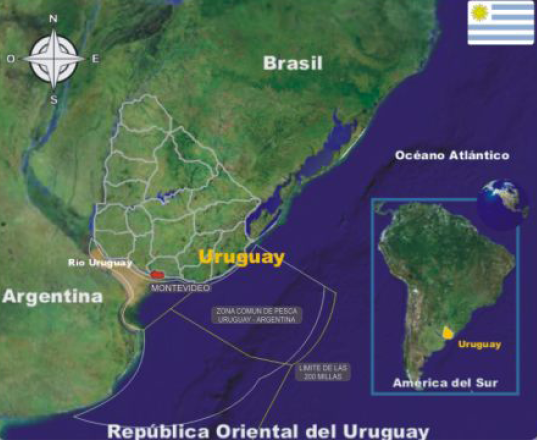 N
O
E
S
Brasil
Océano Atlántico
Río Uruguay
Uruguay
Argentina
MONTEVIDEO
ZONA COMUN DE PESCA
URUGUAY - ARGENTINA
LIMITE DE LAS
200 MILLAS
Uruguay
América del Sur
República Oriental del Uruguay